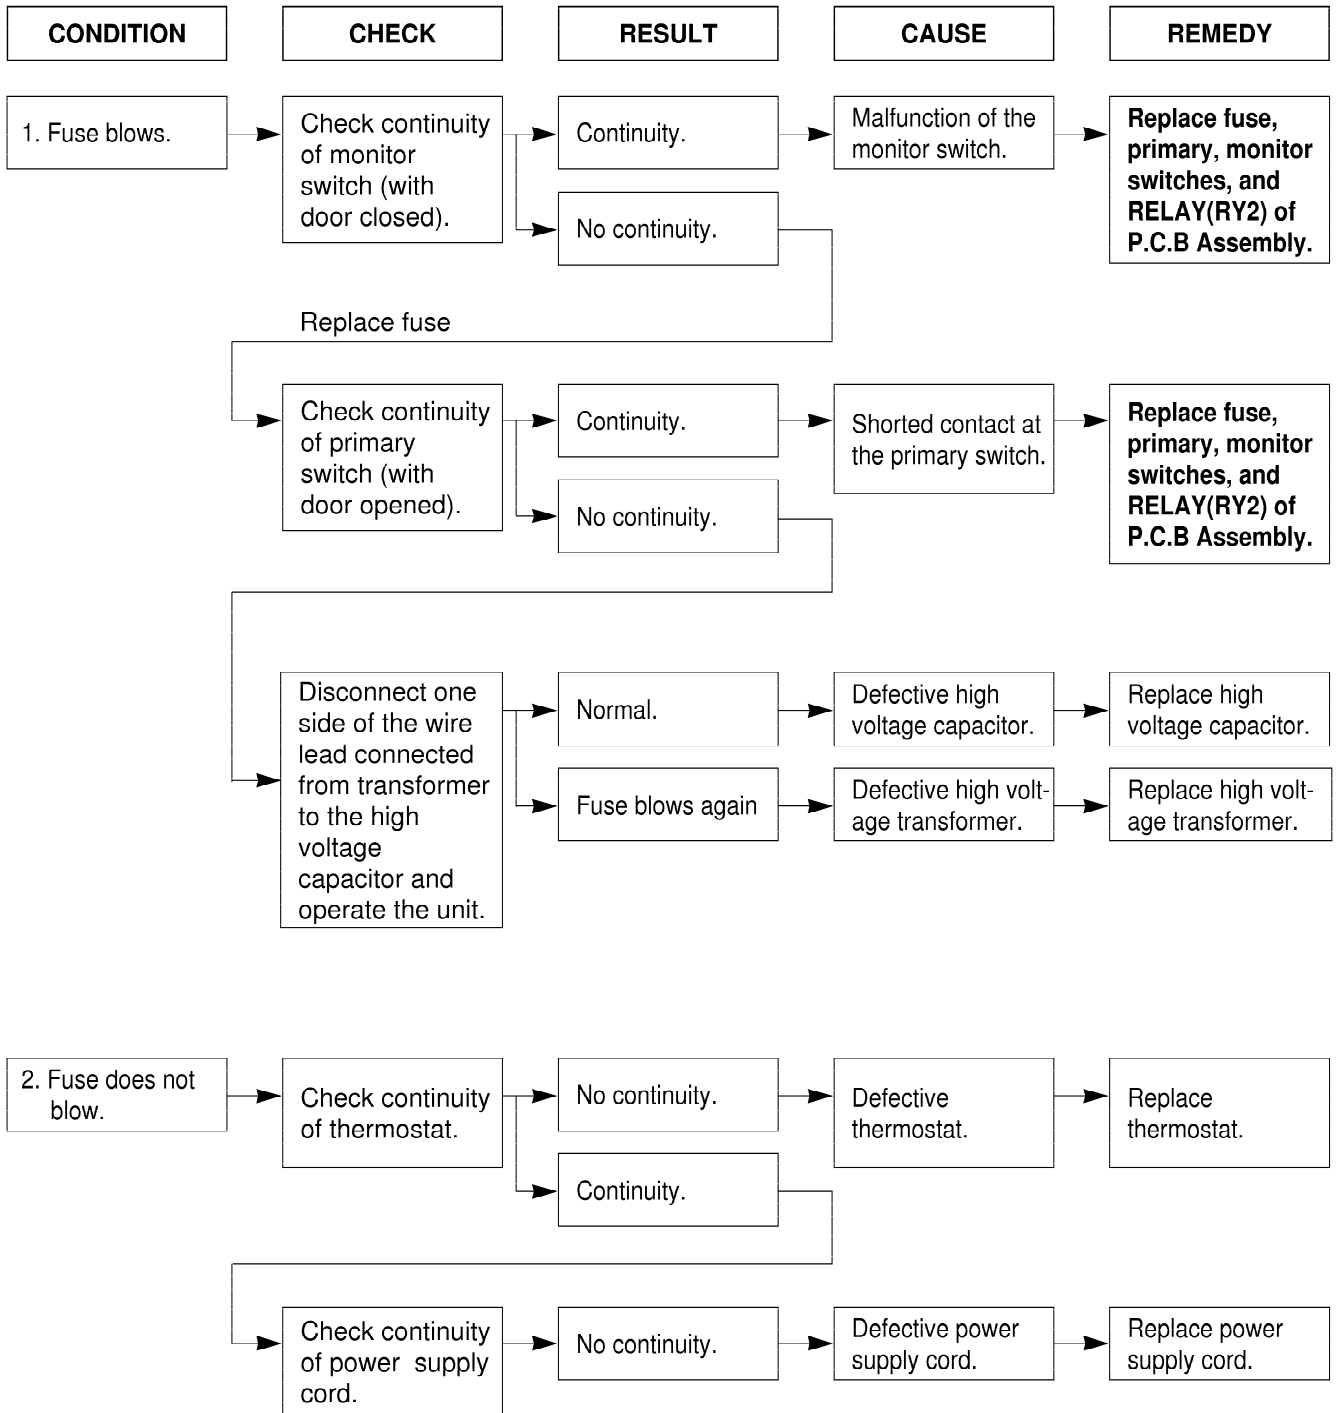 CONDITION
CHECK
RESULT
CAUSE
REMEDY
1. Fuse blows.
Check continuity
of monitor
switch (with
door closed).
Continuity.
Malfunction of the
monitor switch.
Replace fuse,
primary, monitor
switches, and
RELAY(RY2) of
P.C.B Assembly.
No continuity.
Replace fuse
Check continuity
of primary
switch (with
door opened).
Continuity.
Shorted contact at
the primary switch.
Replace fuse,
primary, monitor
switches, and
RELAY(RY2) of
P.C.B Assembly.
No continuity.
Disconnect one
side of the wire
lead connected
from transformer
to the high
voltage
capacitor and
operate the unit.
Normal.
Defective high
voltage capacitor.
Replace high
voltage capacitor.
Fuse blows again
Defective high volt-
age transformer.
Replace high volt-
age transformer.
2. Fuse does not
blow.
Check continuity
of thermostat.
No continuity.
Defective
thermostat.
Replace
thermostat.
Continuity.
Check continuity
of power supply
cord.
No continuity.
Defective power
supply cord.
Replace power
supply cord.